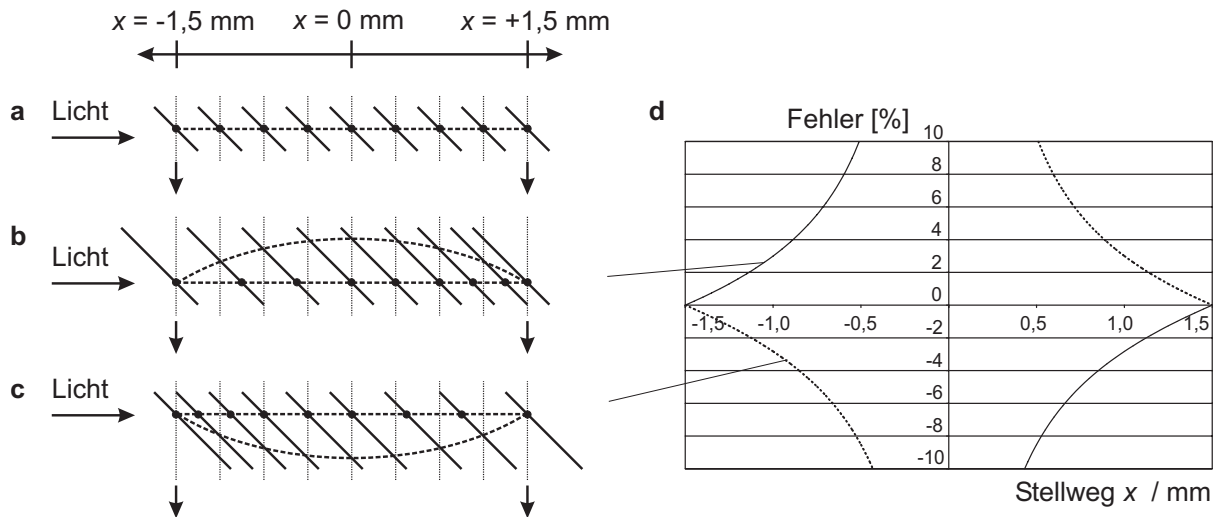 x = -1,5 mm x = 0 mm x = +1,5 mm
a Licht
b Licht
c Licht
d Fehler [%]
10
8
6
4
2
0
-1,5 -1,0 -0,5 0,5 1,0 1,5
-2
-4
-6
-8
-10
Stellweg x / mm